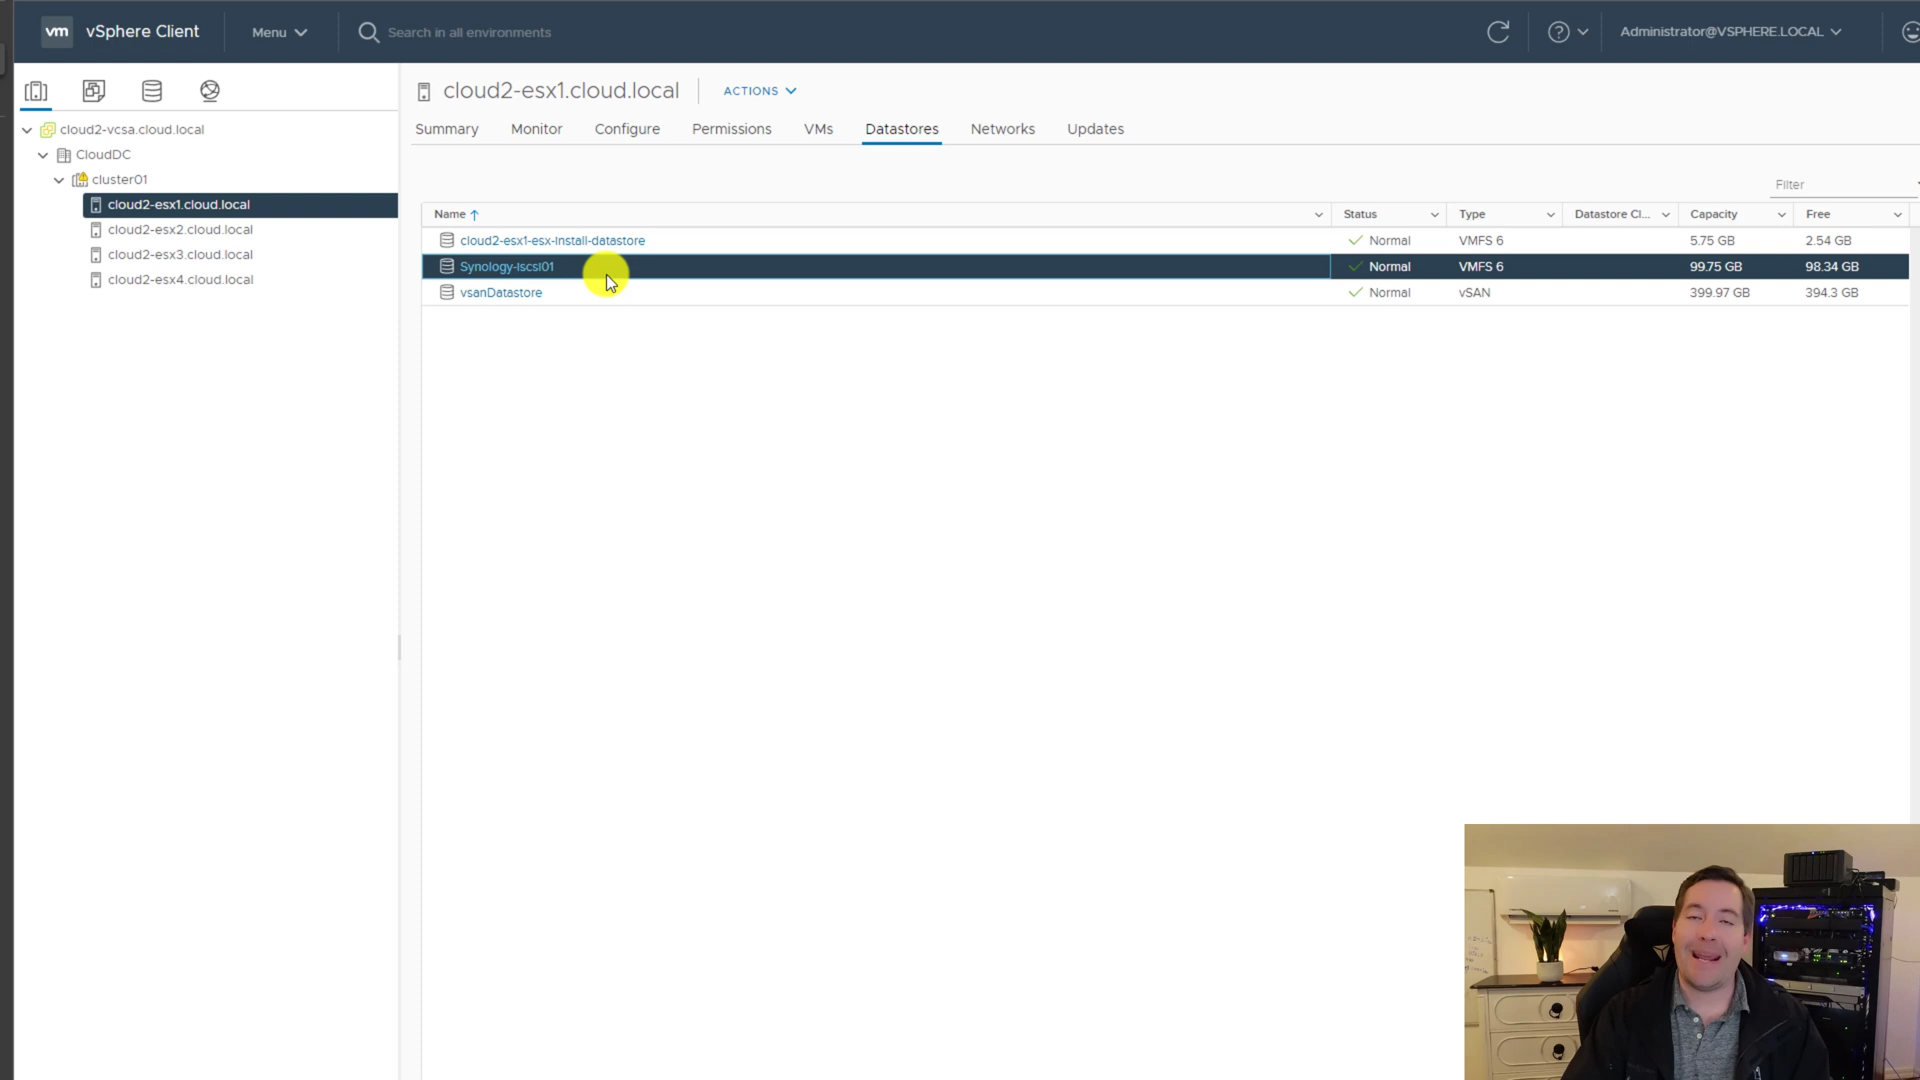 vm vSphere Client Menu Search in all environments Administrator@VSPHERE.LOCAL
cloud2-vcsa.cloud.local
CloudDC
cluster01
cloud2-esx1.cloud.local
cloud2-esx2.cloud.local
cloud2-esx3.cloud.local
cloud2-esx4.cloud.local
cloud2-esx1.cloud.local ACTIONS
Summary Monitor Configure Permissions VMs Datastores Networks Updates
Filter
Name Status Type Datastore Cl... Capacity Free
cloud2-esx1-esx-install-datastore Normal VMFS 6 5.75 GB 2.54 GB
Synology-iscsi01 Normal VMFS 6 99.75 GB 98.34 GB
vsanDatastore Normal vSAN 399.97 GB 394.3 GB